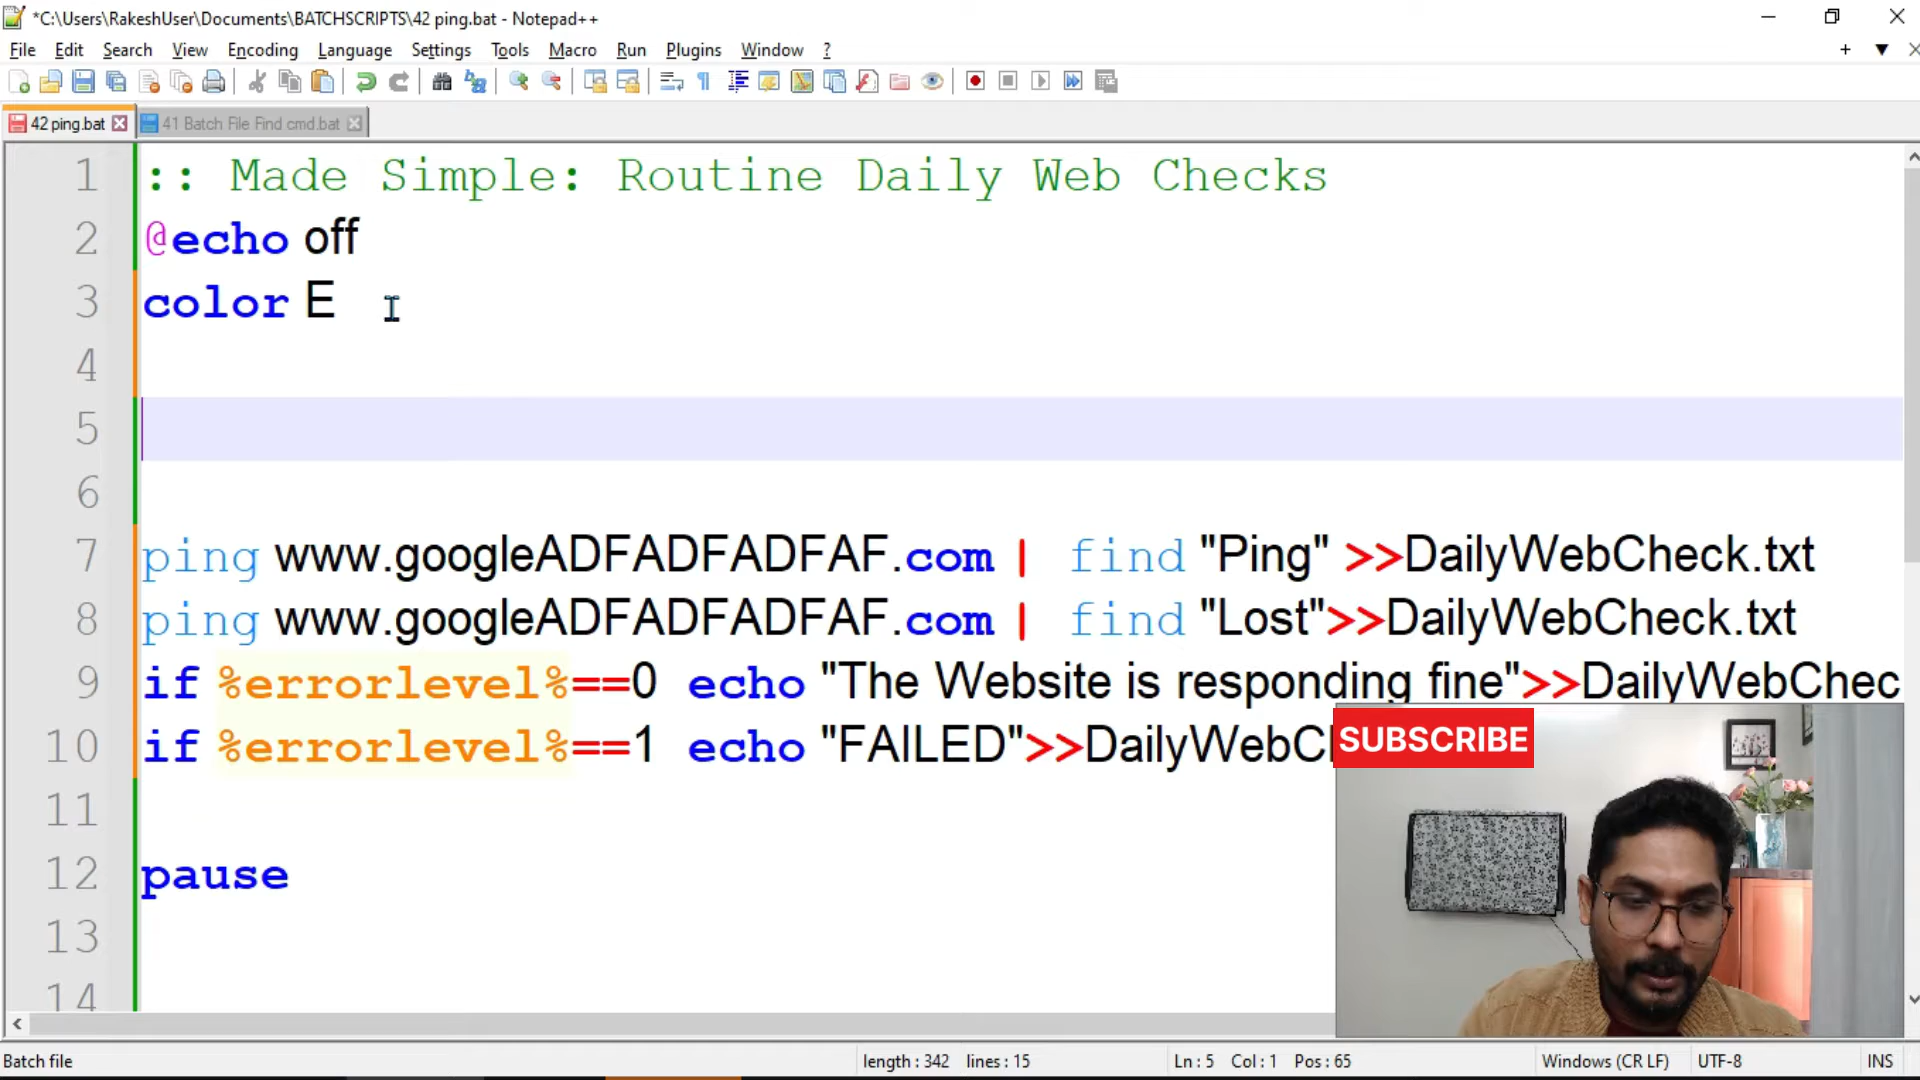 *C:\Users\RakeshUser\Documents\BATCHSCRIPTS\42 ping.bat - Notepad++
File Edit Search View Encoding Language Settings Tools Macro Run Plugins Window ?
42 ping.bat 41 Batch File Find cmd.bat
1 :: Made Simple: Routine Daily Web Checks
2 @echo off
3 color E
4
5
6
7 ping www.googleADFADFADFAF.com | find "Ping" >>DailyWebCheck.txt
8 ping www.googleADFADFADFAF.com | find "Lost">>DailyWebCheck.txt
9 if %errorlevel%==0 echo "The Website is responding fine">>DailyWebChec
10 if %errorlevel%==1 echo "FAILED">>DailyWebC
SUBSCRIBE
11
12 pause
13
14
Batch file length : 342 lines : 15 Ln : 5 Col : 1 Pos : 65 Windows (CR LF) UTF-8 INS